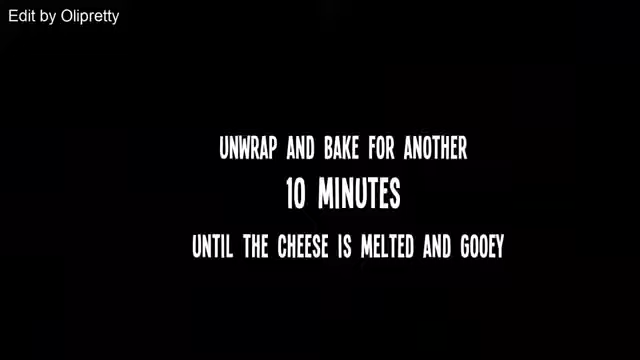 Edit by Olipretty
UNWRAP AND BAKE FOR ANOTHER
10 MINUTES
UNTIL THE CHEESE IS MELTED AND GOOEY